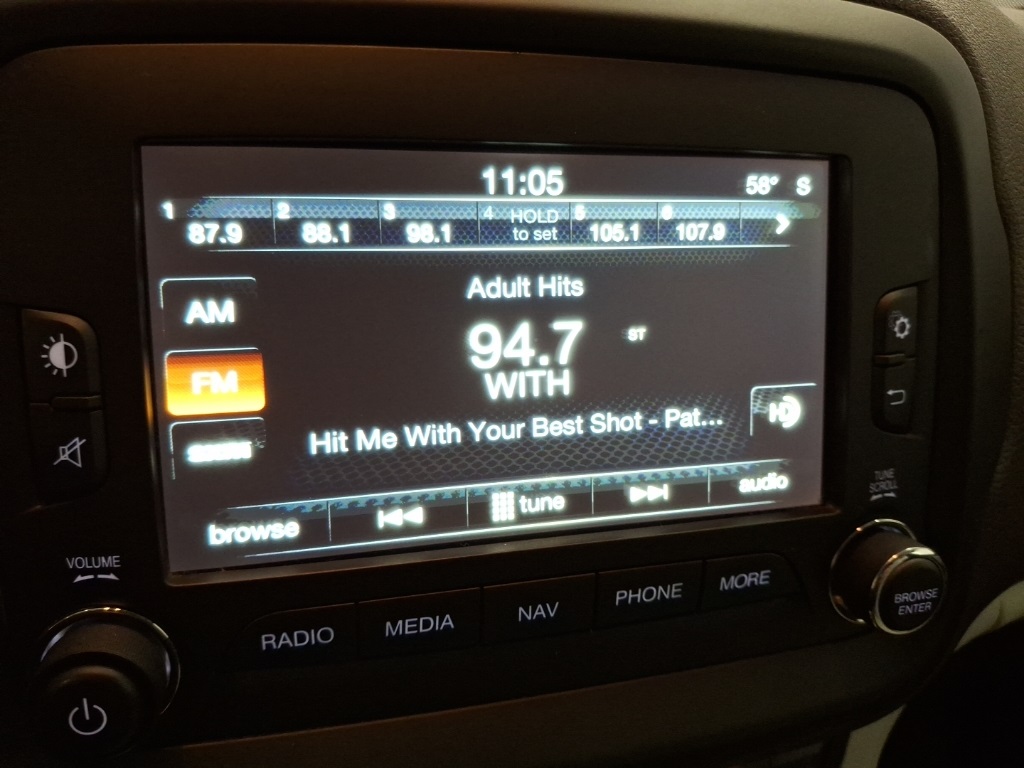 11:05
58° S
1 2 3 4 HOLD 5 6
87.9 88.1 98.1 to set 105.1 107.9
Adult Hits
AM
94.7 ST
FM
WITH
HD
Hit Me With Your Best Shot - Pat...
browse tune audio
VOLUME
TUNE
SCROLL
RADIO MEDIA NAV PHONE MORE
BROWSE
ENTER